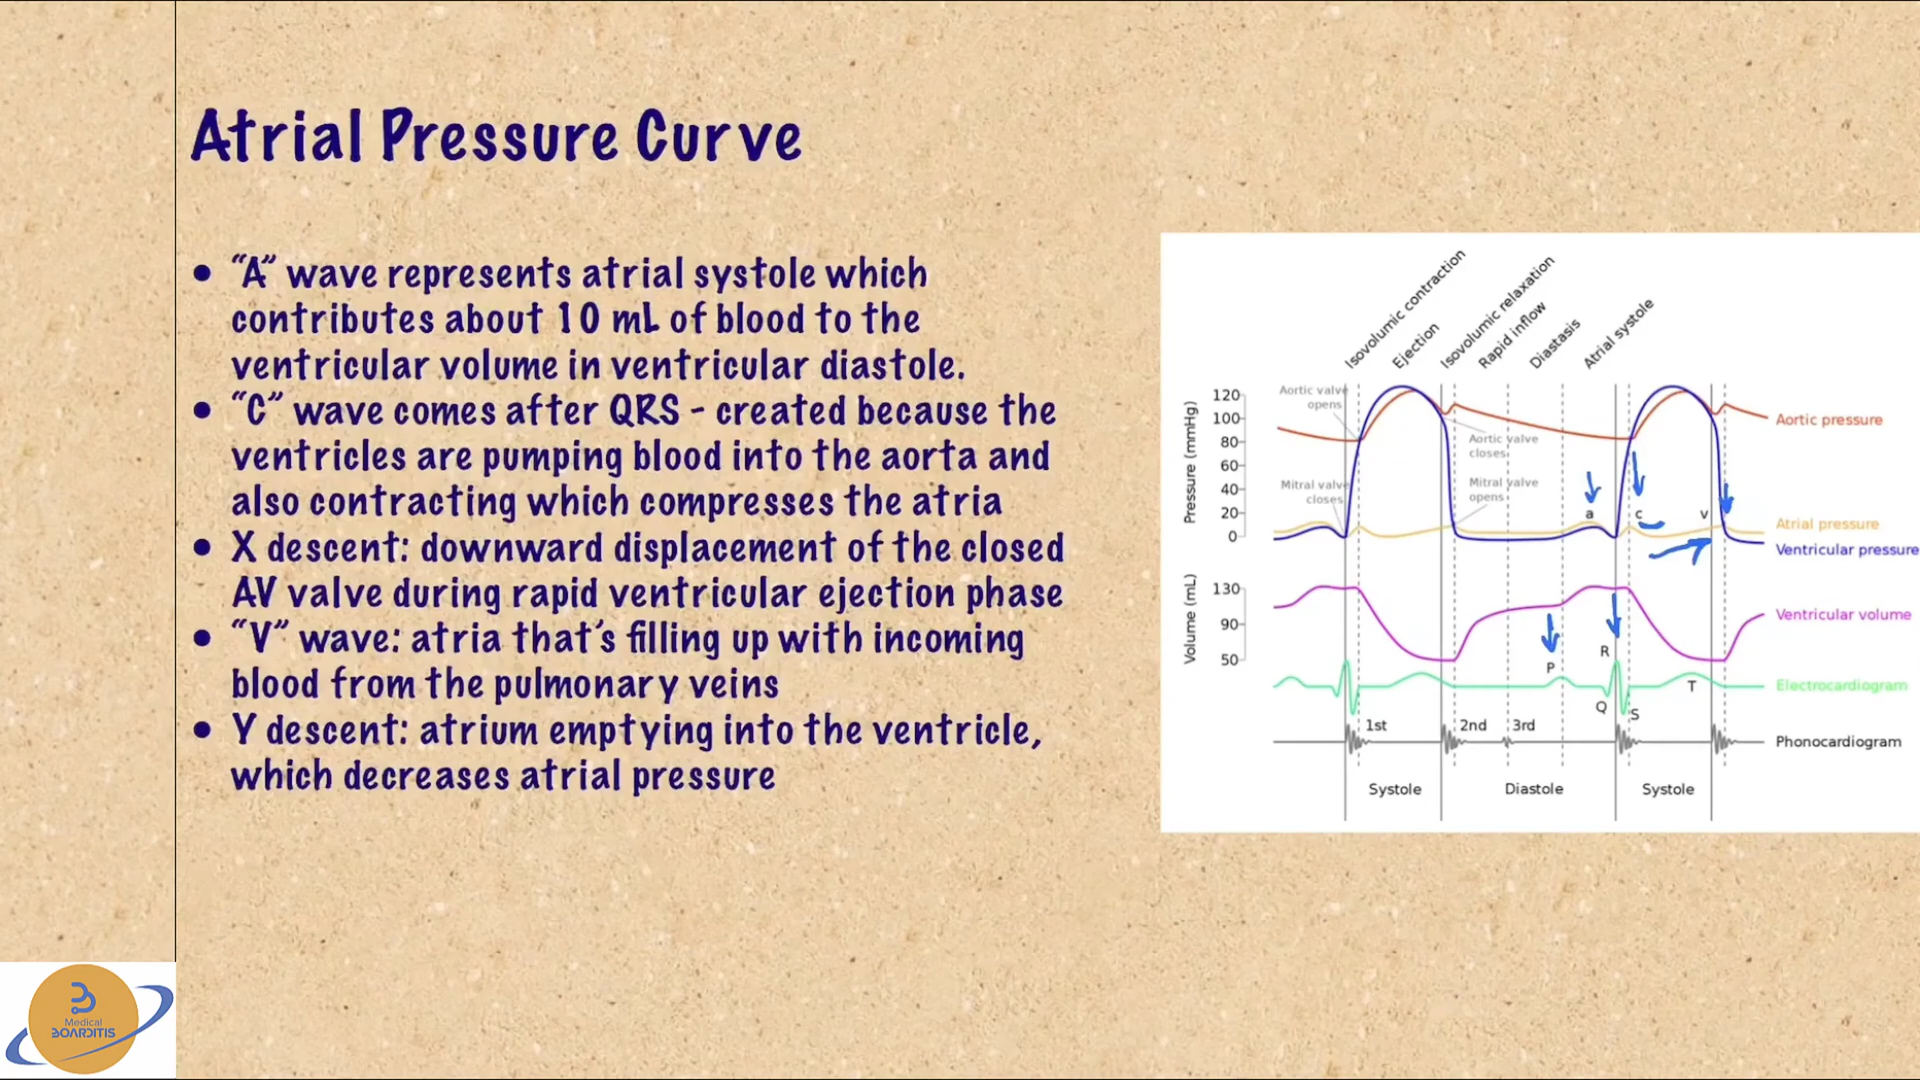 Atrial Pressure Curve
• “A” wave represents atrial systole which
contributes about 10 mL of blood to the
ventricular volume in ventricular diastole.
• “C” wave comes after QRS - created because the
ventricles are pumping blood into the aorta and
also contracting which compresses the atria
• X descent: downward displacement of the closed
AV valve during rapid ventricular ejection phase
• “V” wave: atria that’s filling up with incoming
blood from the pulmonary veins
• Y descent: atrium emptying into the ventricle,
which decreases atrial pressure
Isovolumic contraction
Ejection
Isovolumic relaxation
Rapid inflow
Diastasis
Atrial systole
Pressure (mmHg)
120
100
80
60
40
20
0
Aortic valve
opens
Aortic valve
closes
Mitral valve
closes
Mitral valve
opens
a
c
v
Aortic pressure
Atrial pressure
Ventricular pressure
Volume (mL)
130
90
50
Ventricular volume
R
P
T
Q
S
Electrocardiogram
1st
2nd
3rd
Phonocardiogram
Systole
Diastole
Systole
Medical
BOARDITIS